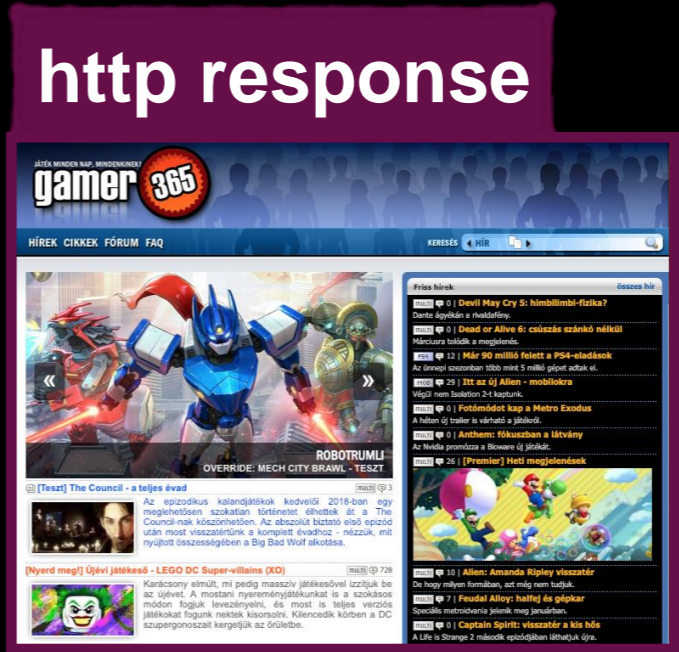 http response
JÁTÉK MINDEN NAP, MINDENKINEK!
gamer 365
HÍREK CIKKEK FÓRUM FAQ
KERESÉS HÍR
« »
ROBOTRUMLI
OVERRIDE: MECH CITY BRAWL - TESZT
[Teszt] The Council - a teljes évad MULTI 3
Az epizodikus kalandjátékok kedvelői 2018-ban egy
meglehetősen szokatlan történetet élhettek át a The
Council-nak köszönhetően. Az abszolút bíztató első epizód
után most visszatértünk a komplett évadhoz - nézzük, mit
nyújtott összességében a Big Bad Wolf alkotása.
[Nyerd meg!] Újévi játékeső - LEGO DC Super-villains (XO) MULTI 728
Karácsony elmúlt, mi pedig masszív játékesővel izzítjuk be
az újévet. A mostani nyereményjátékunkat is a szokásos
módon fogjuk levezényelni, és most is teljes verziós
játékokat fogunk nektek kisorsolni. Kilencedik körben a DC
szupergonoszait kergetjük az őrületbe.
Friss hírek összes hír
MULTI 0 | Devil May Cry 5: himbilimbi-fizika?
Dante ágyékán a rivaldafény.
MULTI 0 | Dead or Alive 6: csúszás szánkó nélkül
Márciusra tolódik a megjelenés.
PS4 12 | Már 90 millió felett a PS4-eladások
Az ünnepi szezonban több mint 5 millió gépet adtak el.
MOB 29 | Itt az új Alien - mobilokra
Végül nem Isolation 2-t kaptunk.
MULTI 0 | Fotómódot kap a Metro Exodus
A héten új trailer is várható a játékról.
MULTI 0 | Anthem: fókuszban a látvány
Az Nvidia promózza a Bioware új játékát.
MULTI 26 | [Premier] Heti megjelenések
MULTI 10 | Alien: Amanda Ripley visszatér
De hogy milyen formában, azt még nem tudjuk.
MULTI 7 | Feudal Alloy: halfej és gépkar
Speciális metroidvania jelenik meg januárban.
MULTI 0 | Captain Spirit: visszatér a kis hős
A Life is Strange 2 második epizódjában láthatjuk újra.